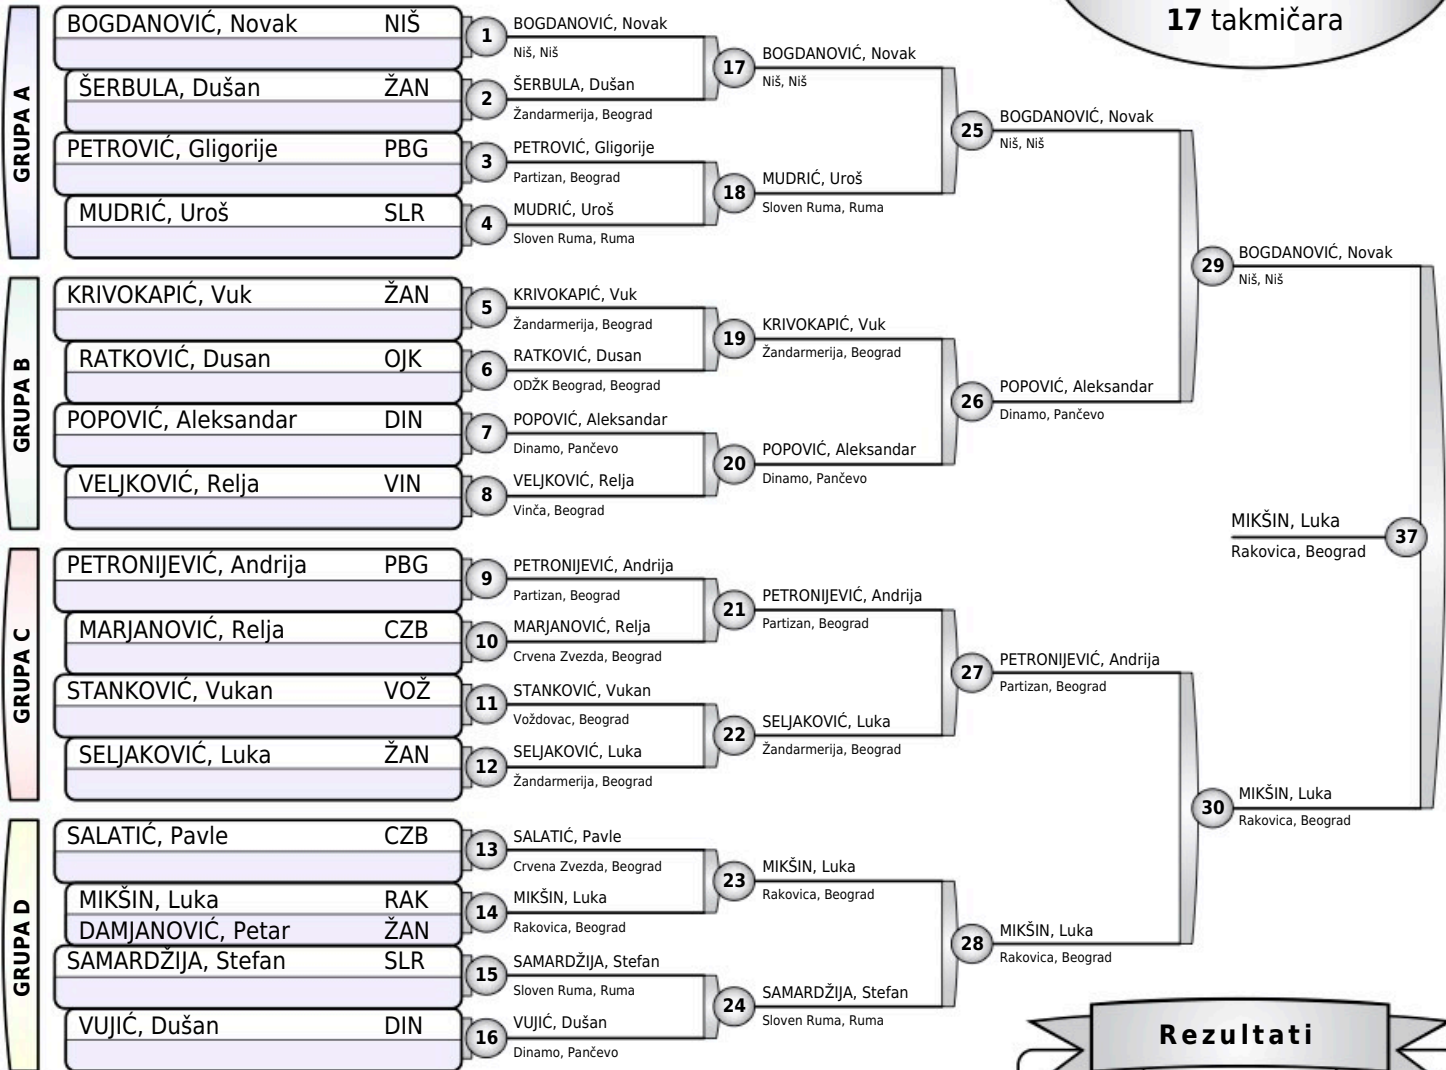 17 takmičara
GRUPA A
BOGDANOVIĆ, Novak NIŠ
ŠERBULA, Dušan ŽAN
PETROVIĆ, Gligorije PBG
MUDRIĆ, Uroš SLR
GRUPA B
KRIVOKAPIĆ, Vuk ŽAN
RATKOVIĆ, Dusan OJK
POPOVIĆ, Aleksandar DIN
VELJKOVIĆ, Relja VIN
GRUPA C
PETRONIJEVIĆ, Andrija PBG
MARJANOVIĆ, Relja CZB
STANKOVIĆ, Vukan VOŽ
SELJAKOVIĆ, Luka ŽAN
GRUPA D
SALATIĆ, Pavle CZB
MIKŠIN, Luka RAK
DAMJANOVIĆ, Petar ŽAN
SAMARDŽIJA, Stefan SLR
VUJIĆ, Dušan DIN
1 BOGDANOVIĆ, Novak
Niš, Niš
2 ŠERBULA, Dušan
Žandarmerija, Beograd
3 PETROVIĆ, Gligorije
Partizan, Beograd
4 MUDRIĆ, Uroš
Sloven Ruma, Ruma
5 KRIVOKAPIĆ, Vuk
Žandarmerija, Beograd
6 RATKOVIĆ, Dusan
ODŽK Beograd, Beograd
7 POPOVIĆ, Aleksandar
Dinamo, Pančevo
8 VELJKOVIĆ, Relja
Vinča, Beograd
9 PETRONIJEVIĆ, Andrija
Partizan, Beograd
10 MARJANOVIĆ, Relja
Crvena Zvezda, Beograd
11 STANKOVIĆ, Vukan
Voždovac, Beograd
12 SELJAKOVIĆ, Luka
Žandarmerija, Beograd
13 SALATIĆ, Pavle
Crvena Zvezda, Beograd
14 MIKŠIN, Luka
Rakovica, Beograd
15 SAMARDŽIJA, Stefan
Sloven Ruma, Ruma
16 VUJIĆ, Dušan
Dinamo, Pančevo
17 BOGDANOVIĆ, Novak
Niš, Niš
18 MUDRIĆ, Uroš
Sloven Ruma, Ruma
19 KRIVOKAPIĆ, Vuk
Žandarmerija, Beograd
20 POPOVIĆ, Aleksandar
Dinamo, Pančevo
21 PETRONIJEVIĆ, Andrija
Partizan, Beograd
22 SELJAKOVIĆ, Luka
Žandarmerija, Beograd
23 MIKŠIN, Luka
Rakovica, Beograd
24 SAMARDŽIJA, Stefan
Sloven Ruma, Ruma
25 BOGDANOVIĆ, Novak
Niš, Niš
26 POPOVIĆ, Aleksandar
Dinamo, Pančevo
27 PETRONIJEVIĆ, Andrija
Partizan, Beograd
28 MIKŠIN, Luka
Rakovica, Beograd
29 BOGDANOVIĆ, Novak
Niš, Niš
30 MIKŠIN, Luka
Rakovica, Beograd
MIKŠIN, Luka 37
Rakovica, Beograd
Rezultati